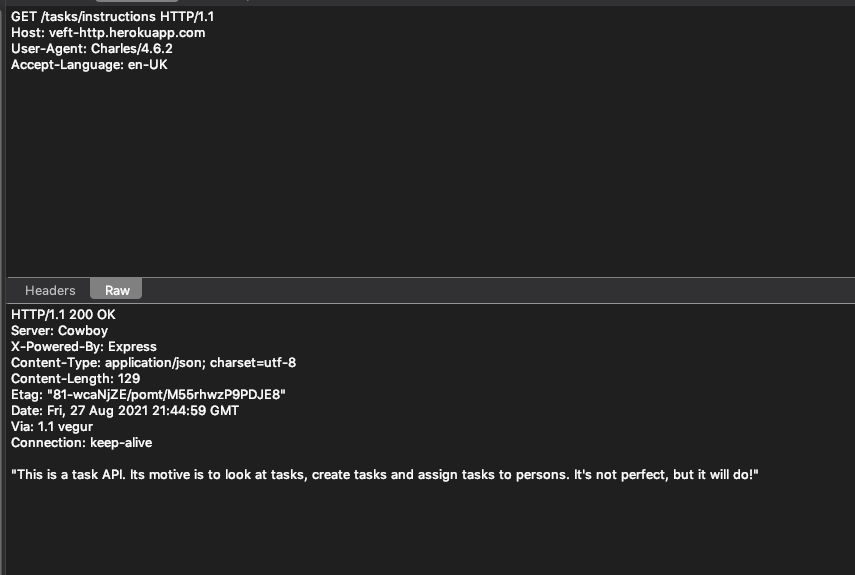 GET /tasks/instructions HTTP/1.1
Host: veft-http.herokuapp.com
User-Agent: Charles/4.6.2
Accept-Language: en-UK
Headers Raw
HTTP/1.1 200 OK
Server: Cowboy
X-Powered-By: Express
Content-Type: application/json; charset=utf-8
Content-Length: 129
Etag: "81-wcaNjZE/pomt/M55rhwzP9PDJE8"
Date: Fri, 27 Aug 2021 21:44:59 GMT
Via: 1.1 vegur
Connection: keep-alive
"This is a task API. Its motive is to look at tasks, create tasks and assign tasks to persons. It's not perfect, but it will do!"